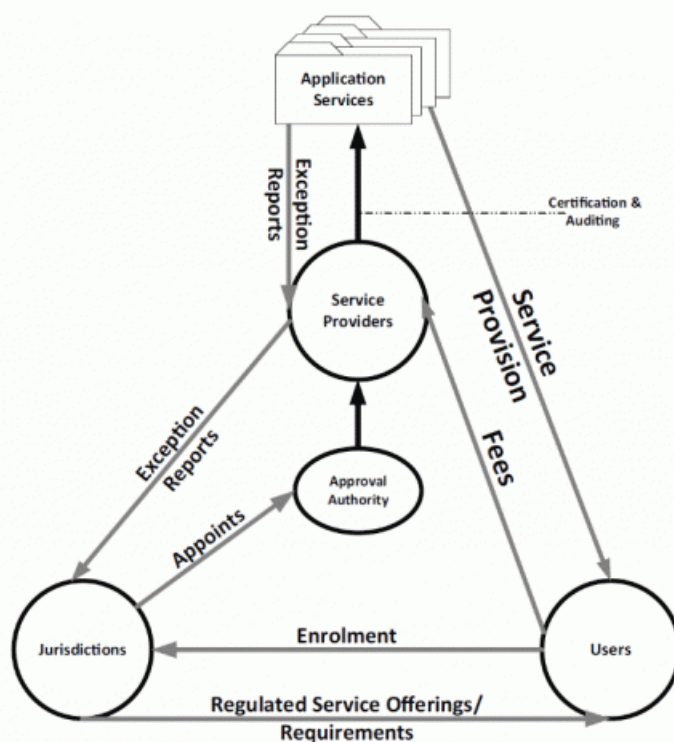 Application
Services
Exception
Reports
Certification &
Auditing
Service
Provision
Service
Providers
Exception
Reports
Fees
Approval
Authority
Appoints
Enrolment
Jurisdictions
Users
Regulated Service Offerings/
Requirements